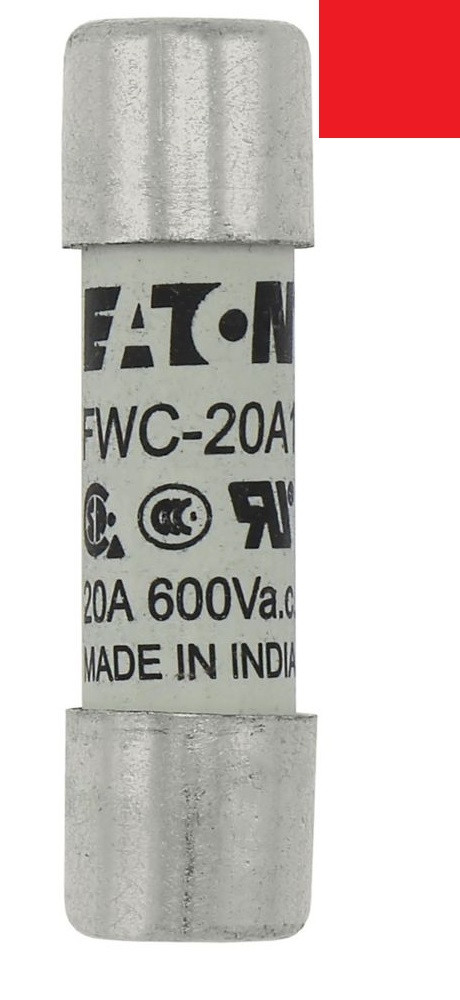 EATON
FWC-20A1
20A 600Va.c.
MADE IN INDIA